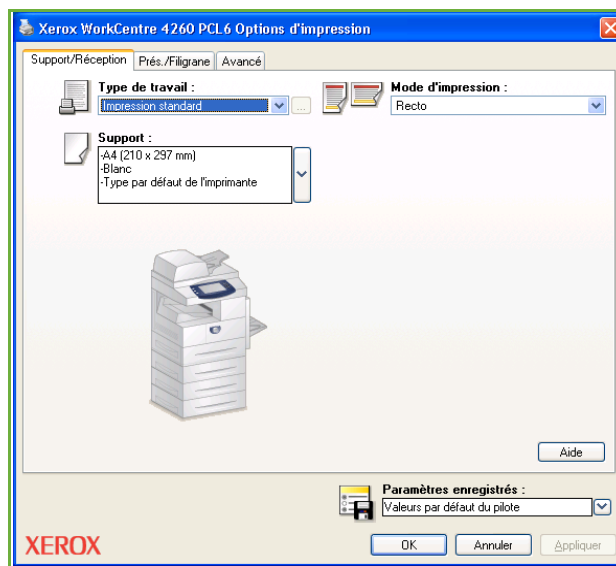 Xerox WorkCentre 4260 PCL6 Options d'impression
Support/Réception Prés./Filigrane Avancé
Type de travail :
Impression standard
...
Mode d'impression :
Recto
Support :
-A4 (210 x 297 mm)
-Blanc
-Type par défaut de l'imprimante
Aide
Paramètres enregistrés :
Valeurs par défaut du pilote
XEROX
OK Annuler Appliquer